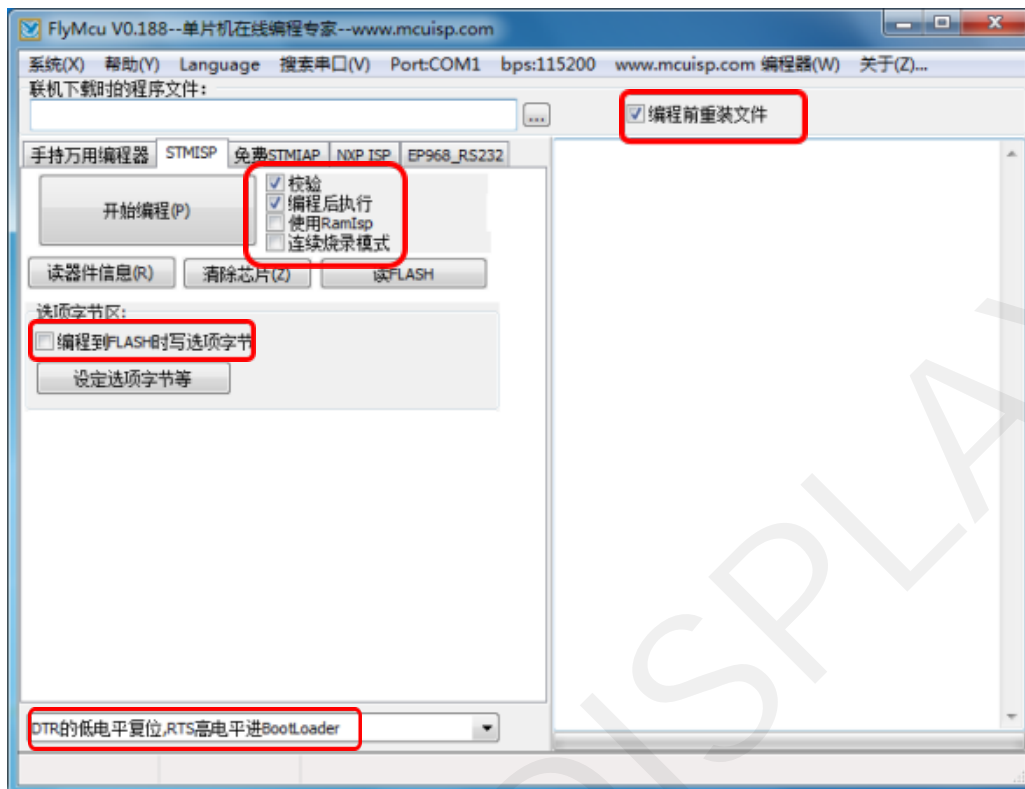 FlyMcu V0.188--单片机在线编程专家--www.mcuisp.com
系统(X) 帮助(Y) Language 搜索串口(V) Port:COM1 bps:115200 www.mcuisp.com 编程器(W) 关于(Z)...
联机下载时的程序文件：
... 编程前重装文件
手持万用编程器 STMISP 免费STMIAP NXP ISP EP968_RS232
开始编程(P)
校验
编程后执行
使用RamIsp
连续烧录模式
读器件信息(R) 清除芯片(Z) 读FLASH
选项字节区：
编程到FLASH时写选项字节
设定选项字节等
DTR的低电平复位,RTS高电平进BootLoader
DISPLA